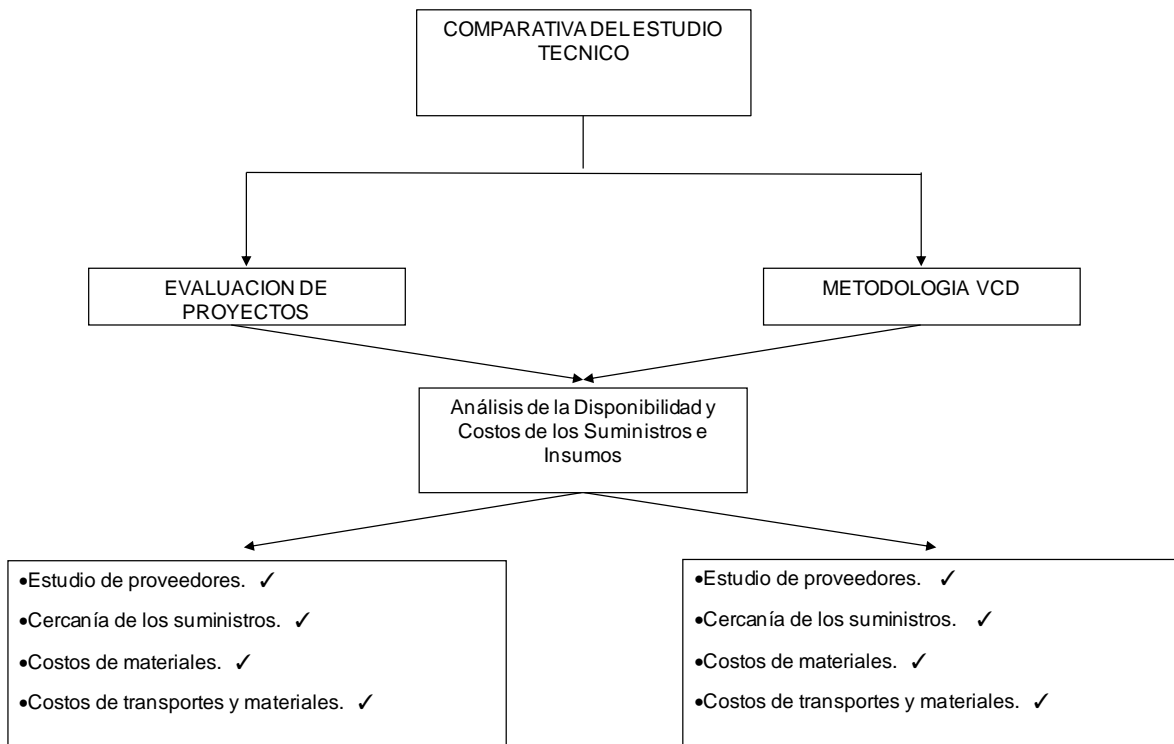 COMPARATIVA DEL ESTUDIO
TECNICO
EVALUACION DE
PROYECTOS
METODOLOGIA VCD
Análisis de la Disponibilidad y
Costos de los Suministros e
Insumos
•Estudio de proveedores. ✓
•Cercanía de los suministros. ✓
•Costos de materiales. ✓
•Costos de transportes y materiales. ✓
•Estudio de proveedores. ✓
•Cercanía de los suministros. ✓
•Costos de materiales. ✓
•Costos de transportes y materiales. ✓